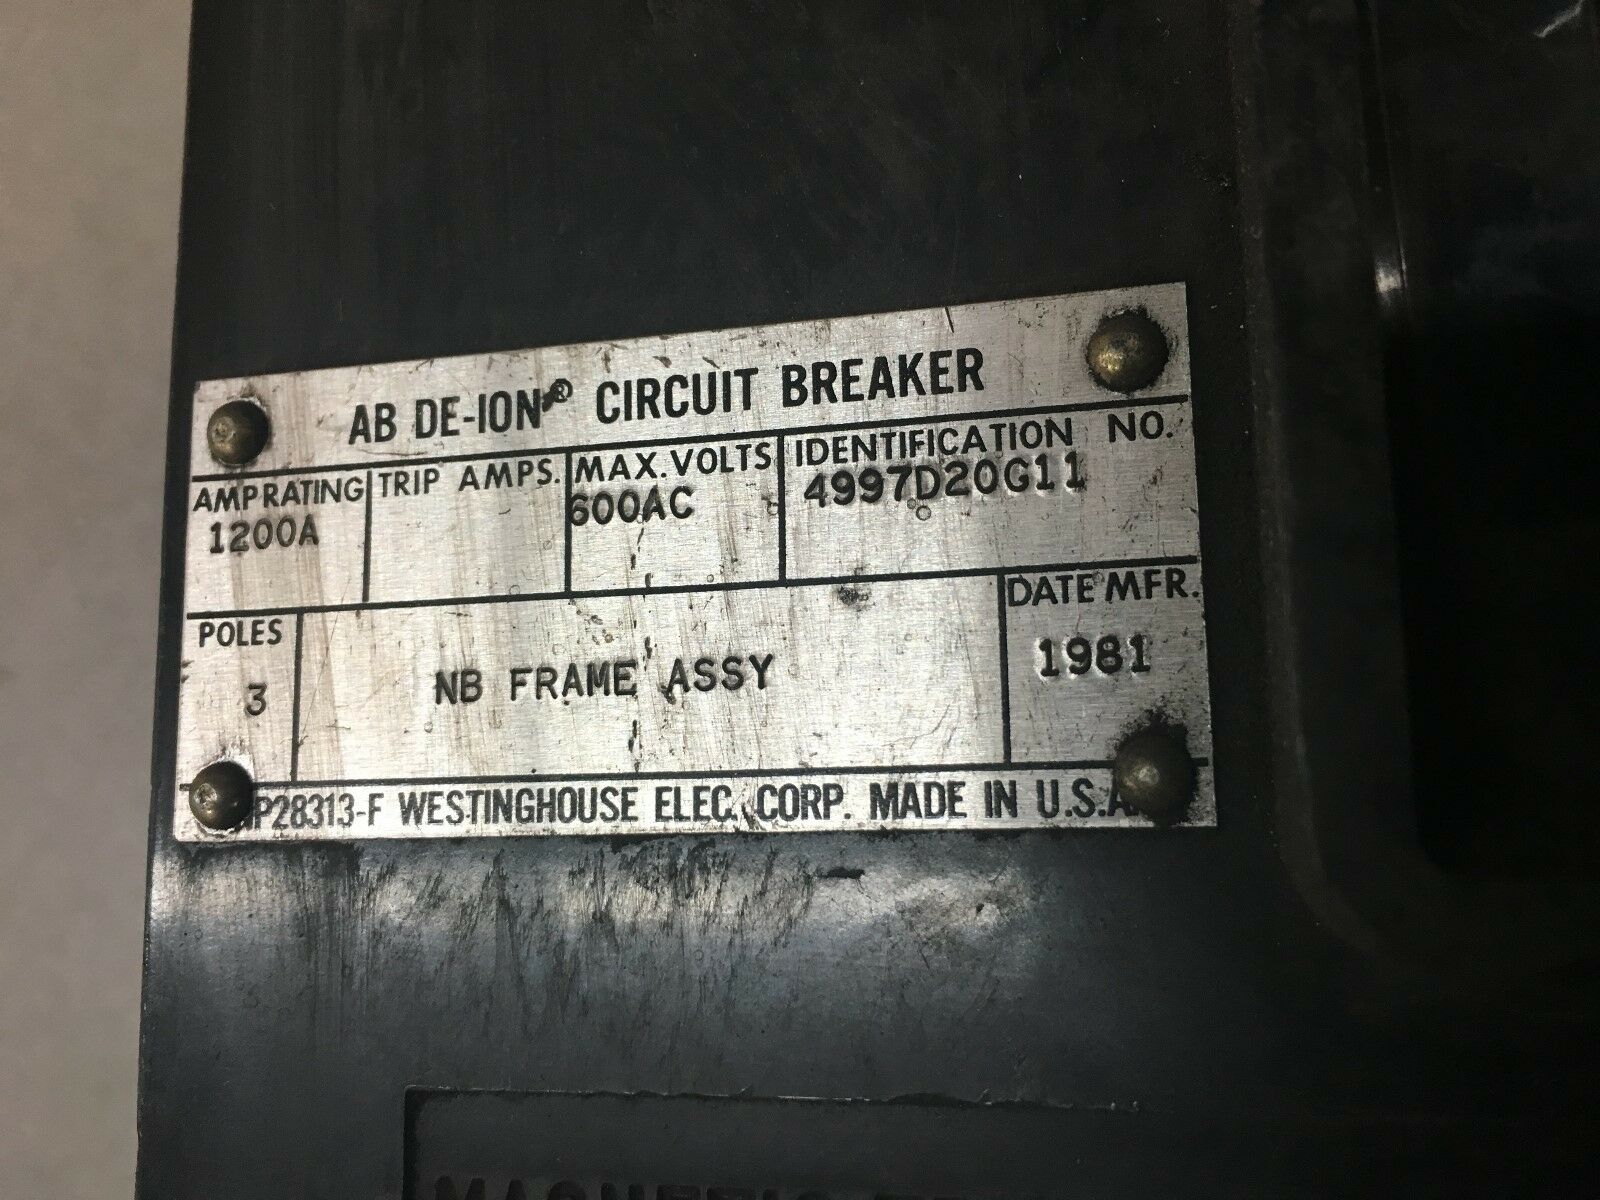 AB DE-ION® CIRCUIT BREAKER
AMP RATING TRIP AMPS. MAX. VOLTS IDENTIFICATION NO.
1200A 600AC 4997D20G11
POLES DATE MFR.
3 NB FRAME ASSY 1981
P28313-F WESTINGHOUSE ELEC. CORP. MADE IN U.S.A.